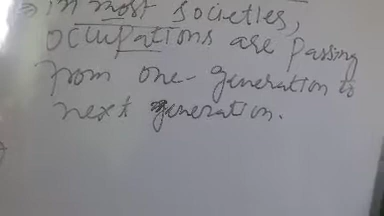 ⇒ in most societies,
occupations are passing
from one-generation to
next generation.